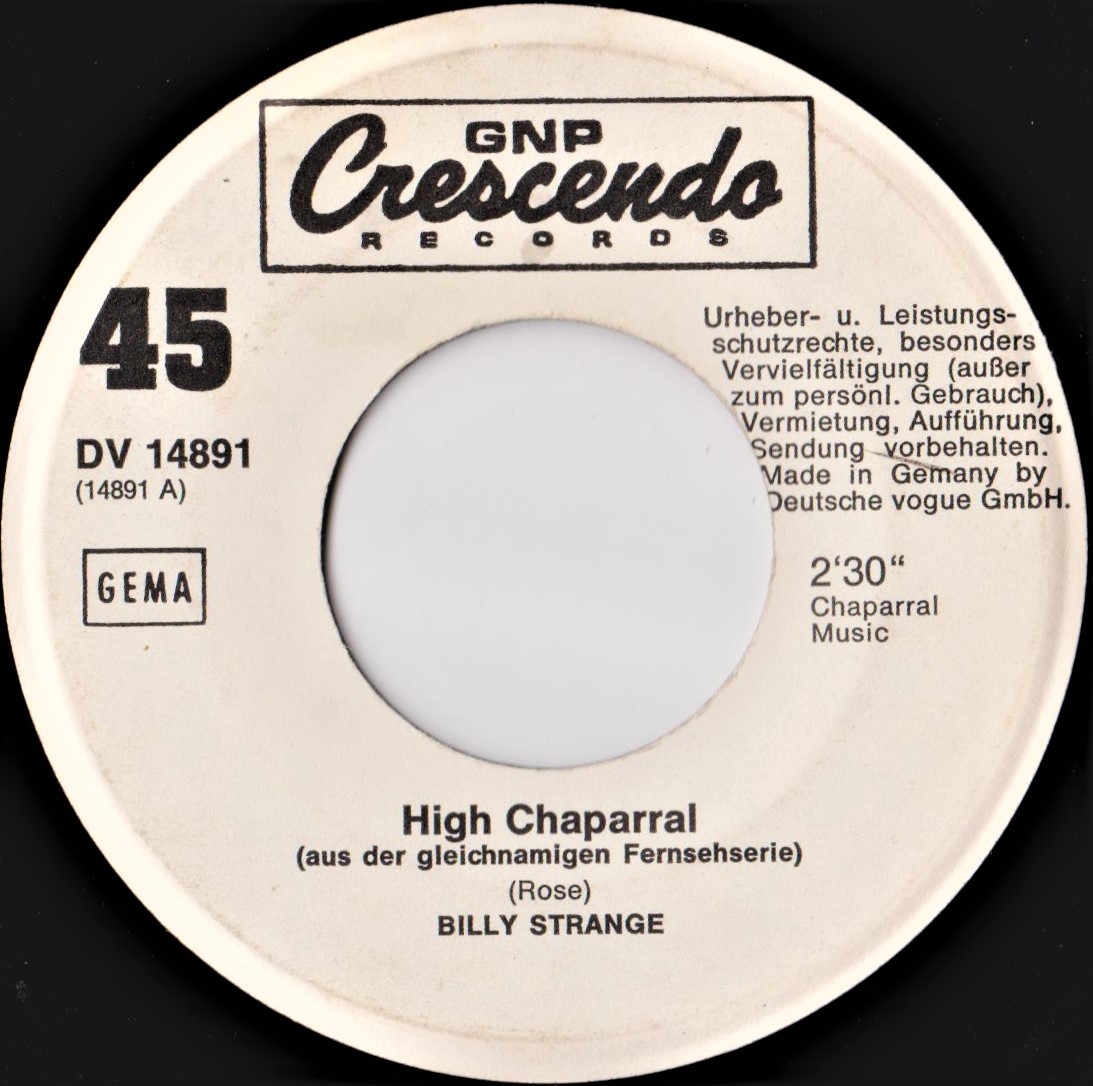 GNP
Crescendo
RECORDS
45
DV 14891
(14891 A)
GEMA
Urheber- u. Leistungs-
schutzrechte, besonders
Vervielfältigung (außer
zum persönl. Gebrauch),
Vermietung, Aufführung,
Sendung vorbehalten.
Made in Gemany by
Deutsche vogue GmbH.
2‘30“
Chaparral
Music
High Chaparral
(aus der gleichnamigen Fernsehserie)
(Rose)
BILLY STRANGE